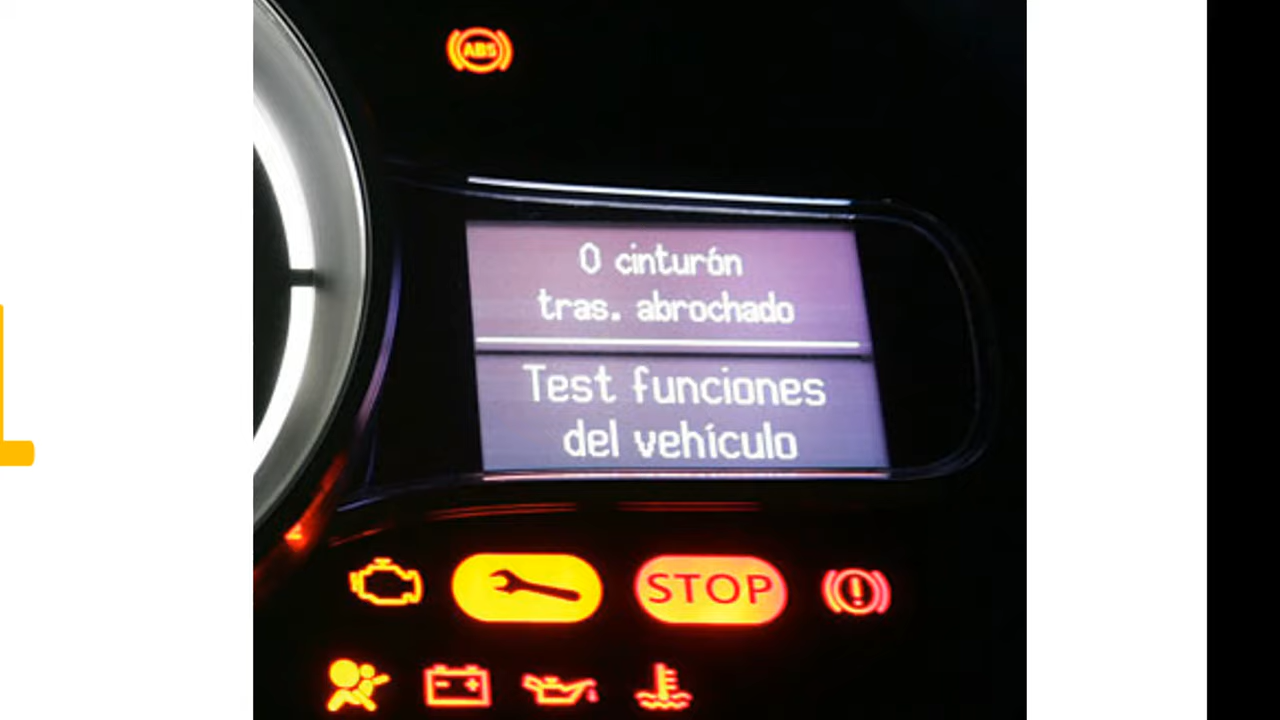 ABS
0 cinturón
tras. abrochado
Test funciones
del vehículo
STOP